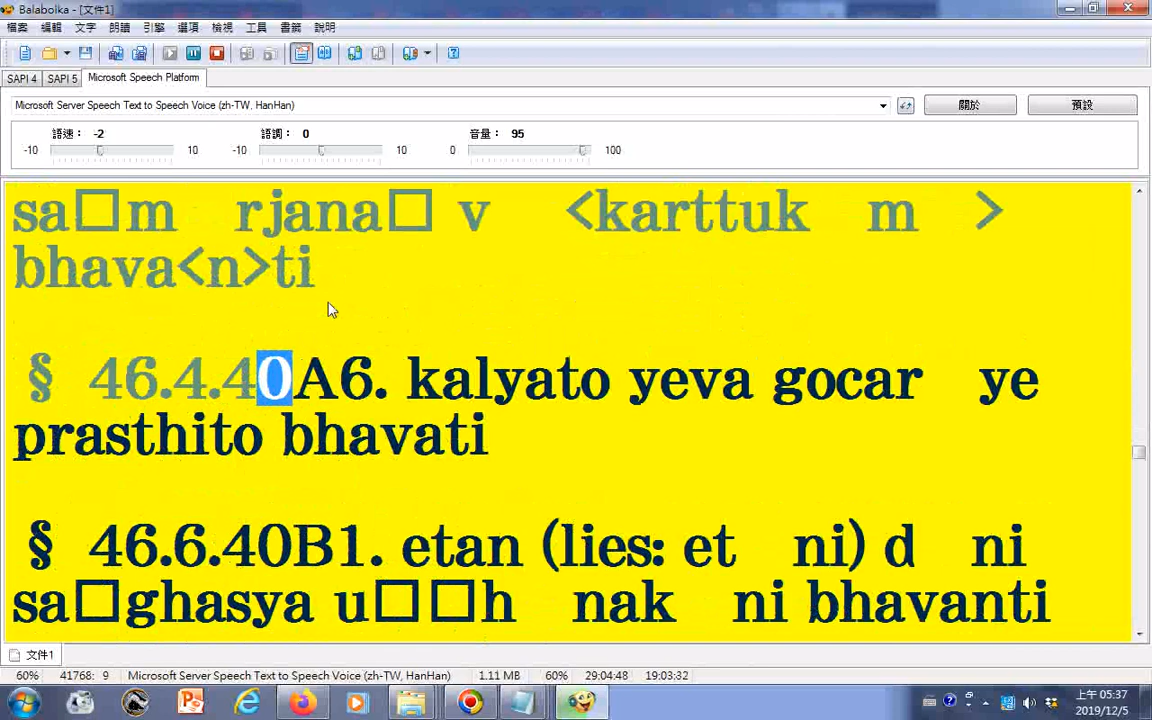 Balabolka - [文件1]
檔案 編輯 文字 朗讀 引擎 選項 檢視 工具 書籤 說明
SAPI 4 SAPI 5 Microsoft Speech Platform
Microsoft Server Speech Text to Speech Voice (zh-TW, HanHan) 關於 預設
語速： -2 語調： 0 音量： 95
-10 10 -10 10 0 100
sa□m rjana□ v <karttuk m >
bhava<n>ti
§ 46.4.40A6. kalyato yeva gocar ye
prasthito bhavati
§ 46.6.40B1. etan (lies: et ni) d ni
sa□ghasya u□□h nak ni bhavanti
文件1
60% 41768: 9 Microsoft Server Speech Text to Speech Voice (zh-TW, HanHan) 1.11 MB 60% 29:04:48 19:03:32
上午 05:37
2019/12/5